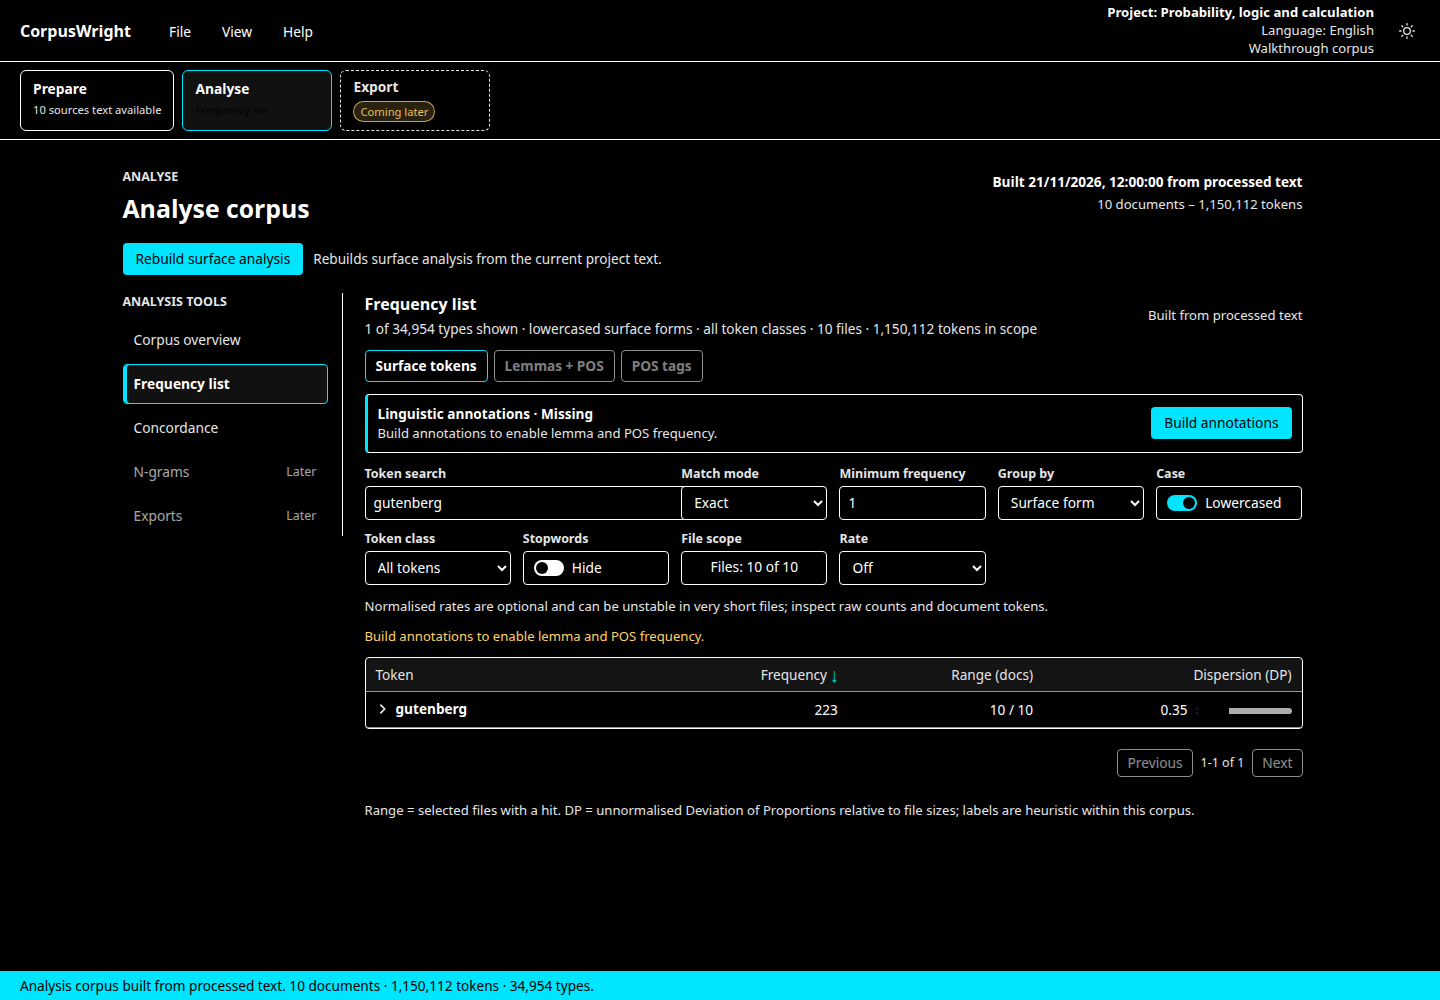 CorpusWright
File
View
Help
Project: Probability, logic and calculation
Language: English
Walkthrough corpus
Prepare
10 sources text available
Analyse
Frequency list
Export
Coming later
ANALYSE
Analyse corpus
Built 21/11/2026, 12:00:00 from processed text
10 documents – 1,150,112 tokens
Rebuild surface analysis
Rebuilds surface analysis from the current project text.
ANALYSIS TOOLS
Corpus overview
Frequency list
Concordance
N-grams Later
Exports Later
Frequency list
1 of 34,954 types shown · lowercased surface forms · all token classes · 10 files · 1,150,112 tokens in scope
Built from processed text
Surface tokens
Lemmas + POS
POS tags
Linguistic annotations · Missing
Build annotations to enable lemma and POS frequency.
Build annotations
Token search
gutenberg
Match mode
Exact
Minimum frequency
1
Group by
Surface form
Case
Lowercased
Token class
All tokens
Stopwords
Hide
File scope
Files: 10 of 10
Rate
Off
Normalised rates are optional and can be unstable in very short files; inspect raw counts and document tokens.
Build annotations to enable lemma and POS frequency.
Token Frequency ↓ Range (docs) Dispersion (DP)
gutenberg 223 10 / 10 0.35
Previous 1-1 of 1 Next
Range = selected files with a hit. DP = unnormalised Deviation of Proportions relative to file sizes; labels are heuristic within this corpus.
Analysis corpus built from processed text. 10 documents · 1,150,112 tokens · 34,954 types.